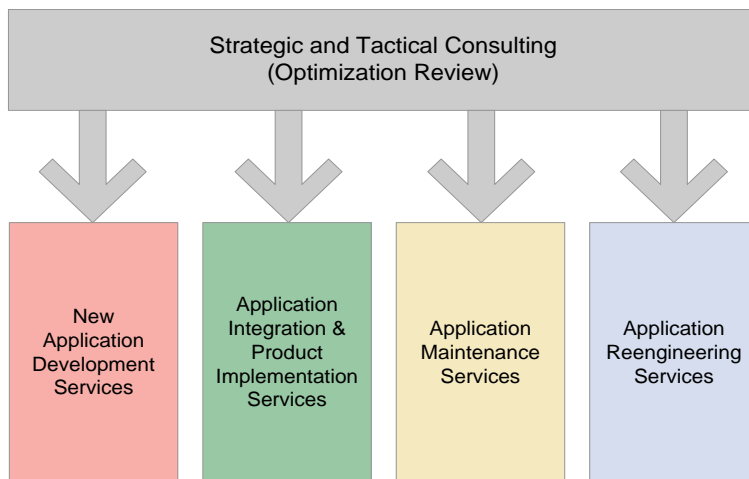 Strategic and Tactical Consulting
(Optimization Review)
New
Application
Development
Services
Application
Integration &
Product
Implementation
Services
Application
Maintenance
Services
Application
Reengineering
Services